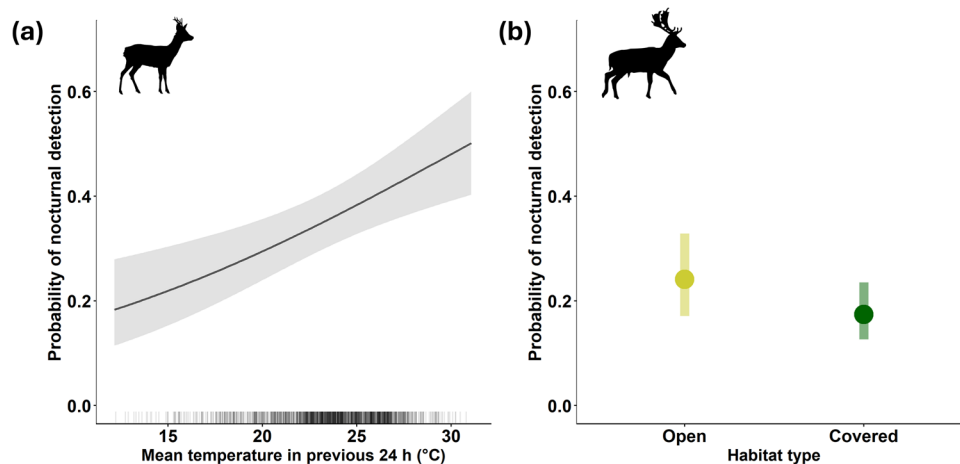 (a)
Probability of nocturnal detection
0.6
0.4
0.2
0.0
15 20 25 30
Mean temperature in previous 24 h (°C)
(b)
Probability of nocturnal detection
0.6
0.4
0.2
0.0
Open Covered
Habitat type